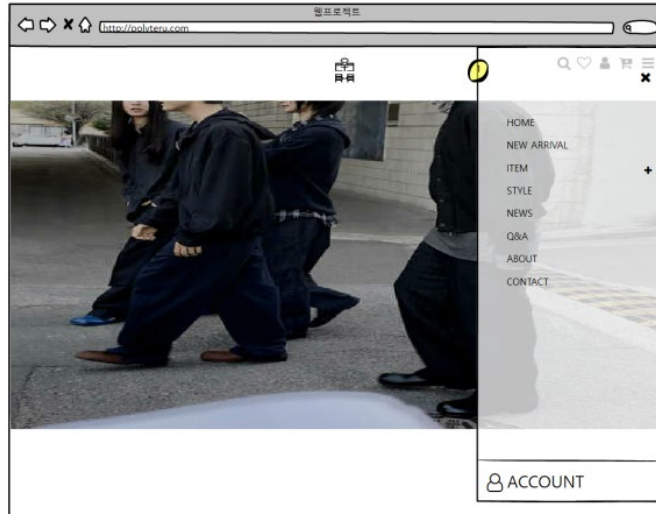 웹프로젝트
http://polyteru.com
HOME
NEW ARRIVAL
ITEM
STYLE
NEWS
Q&A
ABOUT
CONTACT
ACCOUNT